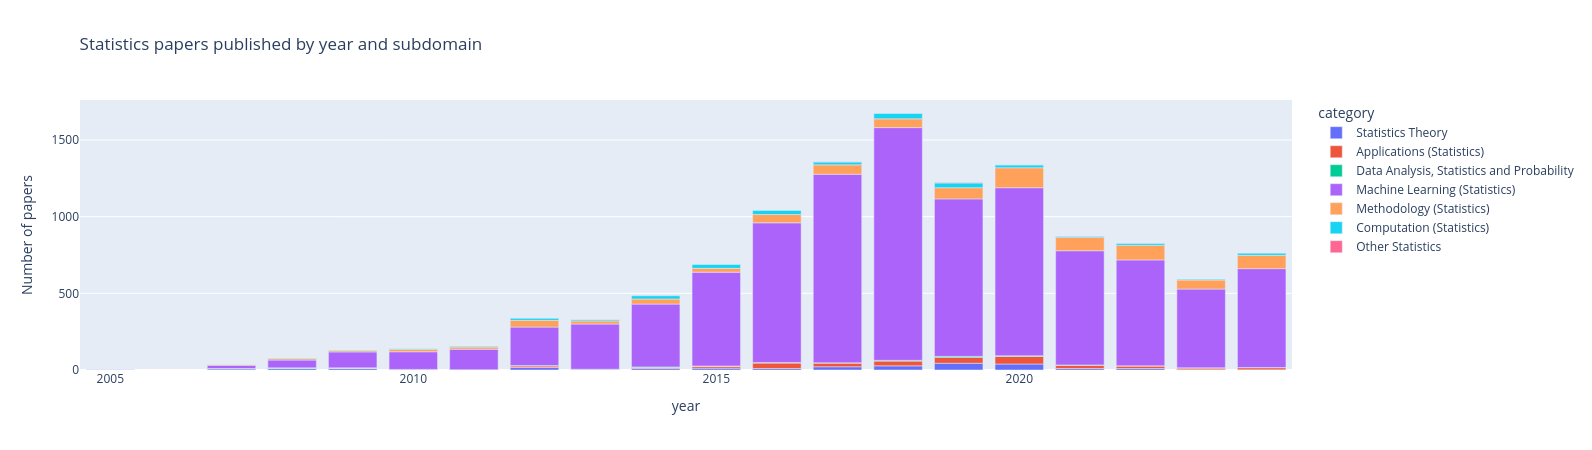 Statistics papers published by year and subdomain
Number of papers
1500
1000
500
0
2005
2010
2015
2020
year
category
Statistics Theory
Applications (Statistics)
Data Analysis, Statistics and Probability
Machine Learning (Statistics)
Methodology (Statistics)
Computation (Statistics)
Other Statistics